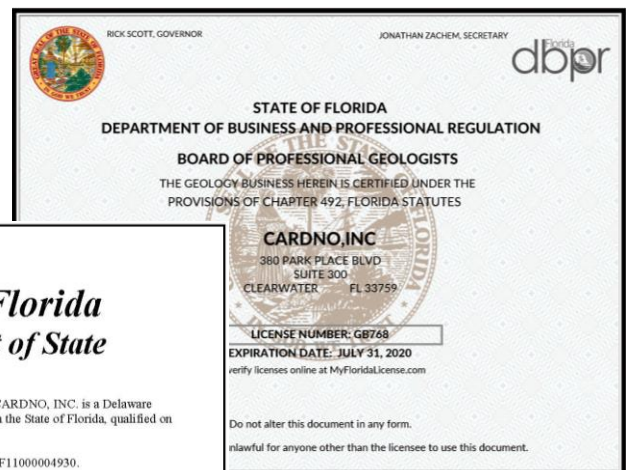 RICK SCOTT, GOVERNOR
JONATHAN ZACHEM, SECRETARY
Florida
dbpr
STATE OF FLORIDA
DEPARTMENT OF BUSINESS AND PROFESSIONAL REGULATION
BOARD OF PROFESSIONAL GEOLOGISTS
THE GEOLOGY BUSINESS HEREIN IS CERTIFIED UNDER THE
PROVISIONS OF CHAPTER 492, FLORIDA STATUTES
CARDNO,INC
380 PARK PLACE BLVD
SUITE 300
CLEARWATER FL 33759
LICENSE NUMBER: GB768
EXPIRATION DATE: JULY 31, 2020
verify licenses online at MyFloridaLicense.com
Do not alter this document in any form.
nlawful for anyone other than the licensee to use this document.
Florida
of State
CARDNO, INC. is a Delaware
the State of Florida, qualified on
F11000004930.